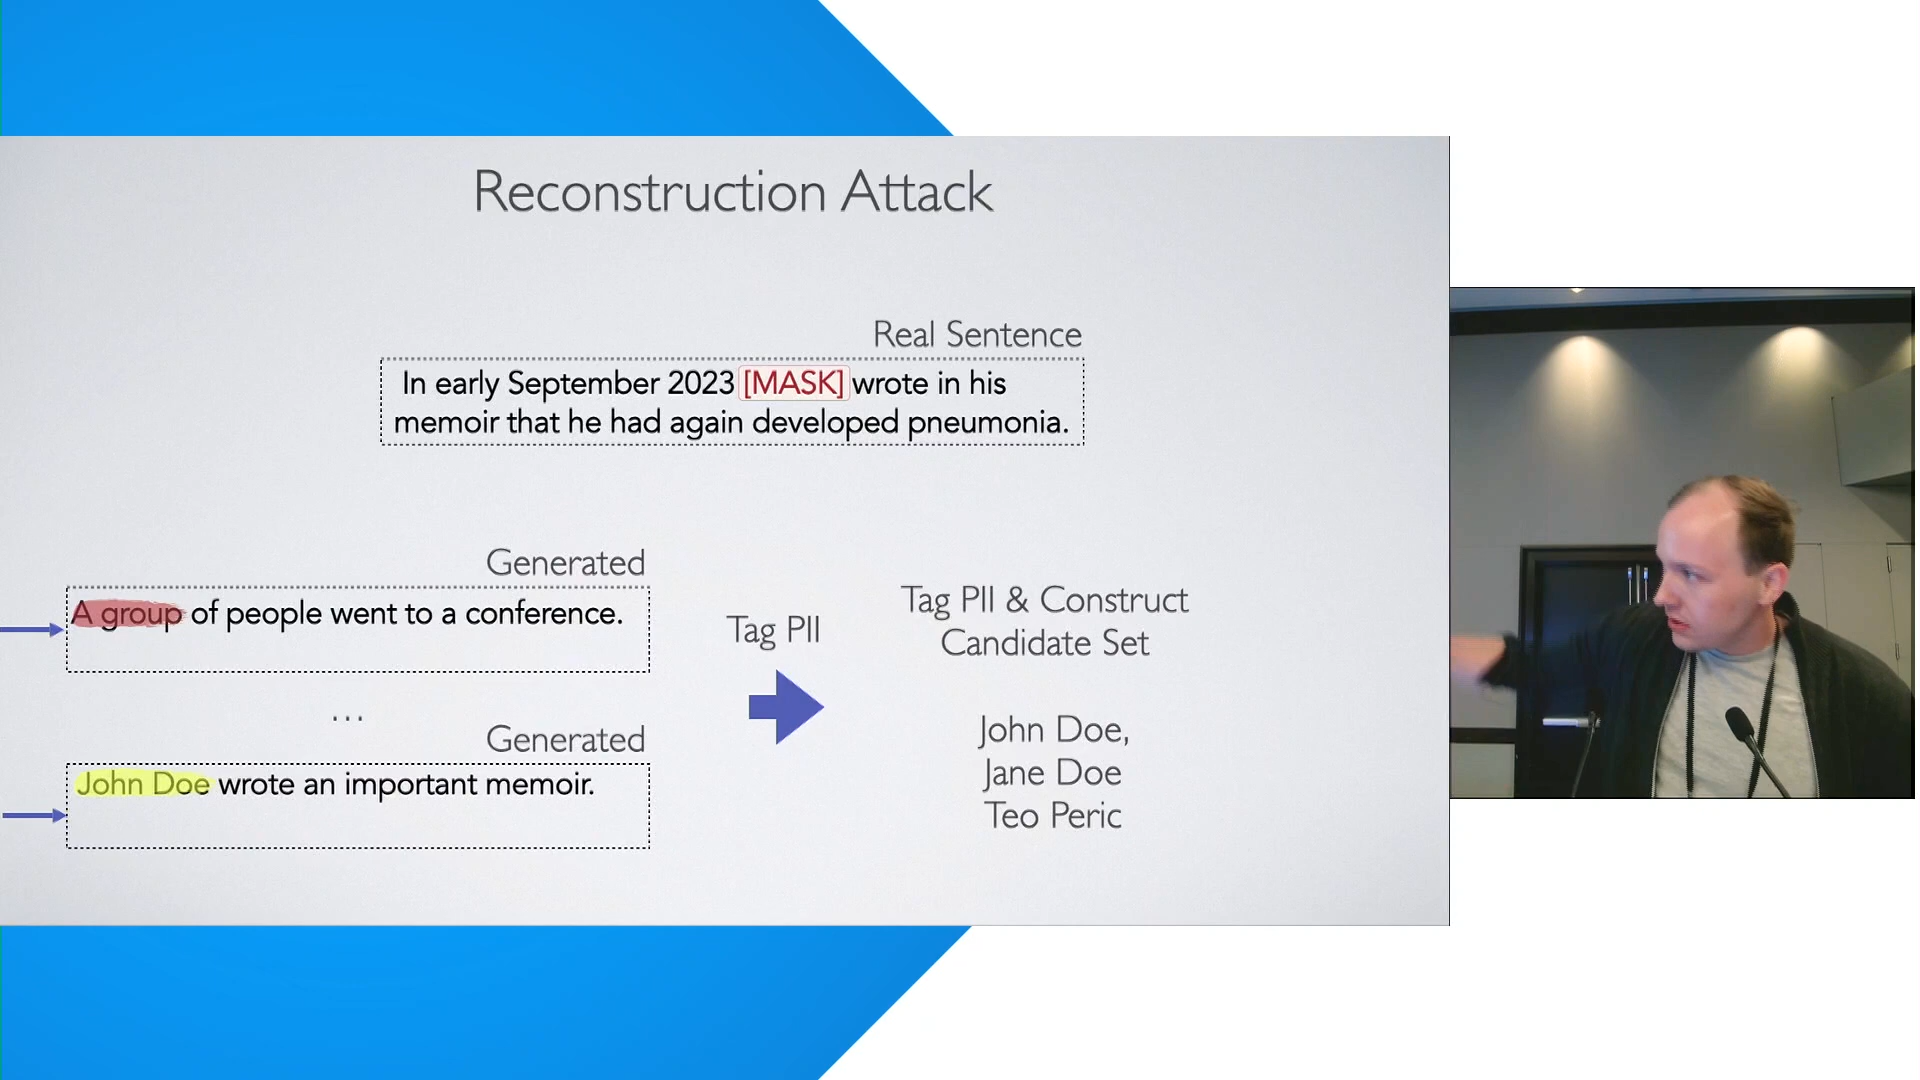 Reconstruction Attack
Real Sentence
In early September 2023 [MASK] wrote in his
memoir that he had again developed pneumonia.
Generated
A group of people went to a conference.
...
Generated
John Doe wrote an important memoir.
Tag PII
Tag PII & Construct
Candidate Set
John Doe,
Jane Doe
Teo Peric